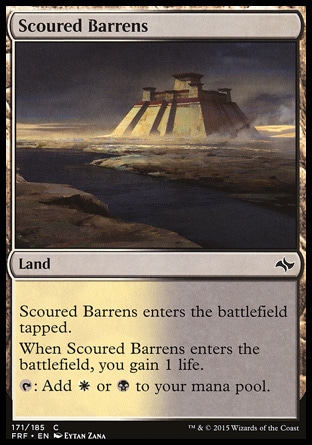 Scoured Barrens
Land
Scoured Barrens enters the battlefield
tapped.
When Scoured Barrens enters the
battlefield, you gain 1 life.
: Add or to your mana pool.
171/185 C
FRF • EN Eytan Zana
™ & © 2015 Wizards of the Coast